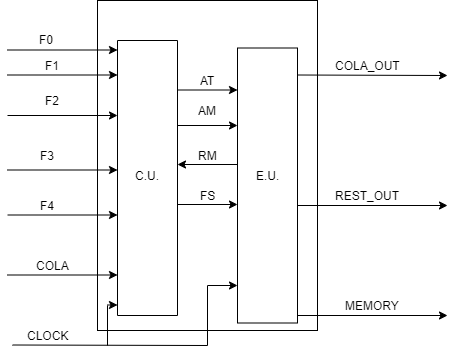 F0
F1
F2
F3
F4
COLA
CLOCK
C.U.
AT
AM
RM
FS
E.U.
COLA_OUT
REST_OUT
MEMORY